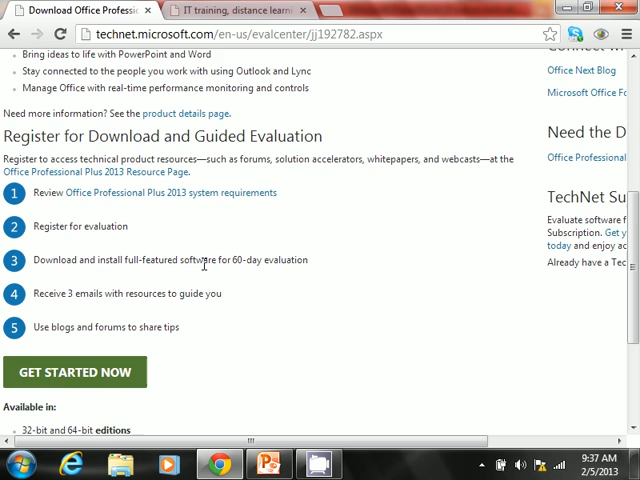 Download Office Professio
IT training, distance learni
technet.microsoft.com/en-us/evalcenter/jj192782.aspx
Bring ideas to life with PowerPoint and Word
Stay connected to the people you work with using Outlook and Lync
Manage Office with real-time performance monitoring and controls
Need more information? See the product details page.
Register for Download and Guided Evaluation
Register to access technical product resources—such as forums, solution accelerators, whitepapers, and webcasts—at the
Office Professional Plus 2013 Resource Page.
1 Review Office Professional Plus 2013 system requirements
2 Register for evaluation
3 Download and install full-featured software for 60-day evaluation
4 Receive 3 emails with resources to guide you
5 Use blogs and forums to share tips
GET STARTED NOW
Available in:
32-bit and 64-bit editions
Connect wi
Office Next Blog
Microsoft Office Fo
Need the D
Office Professional
TechNet Su
Evaluate software f
Subscription. Get y
today and enjoy ac
Already have a Tec
9:37 AM
2/5/2013